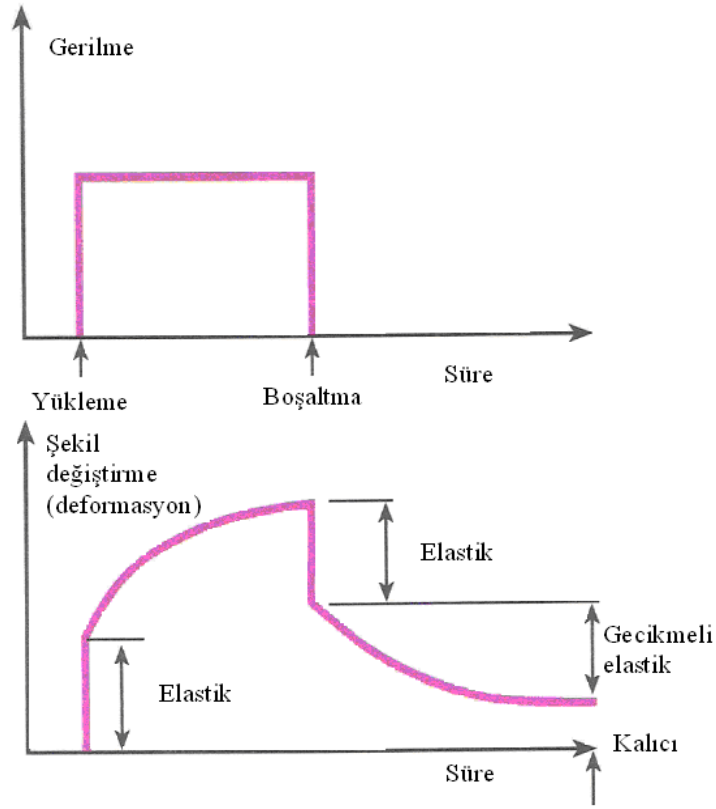 Gerilme
Süre
Yükleme
Boşaltma
Şekil
değiştirme
(deformasyon)
Elastik
Gecikmeli
elastik
Elastik
Kalıcı
Süre